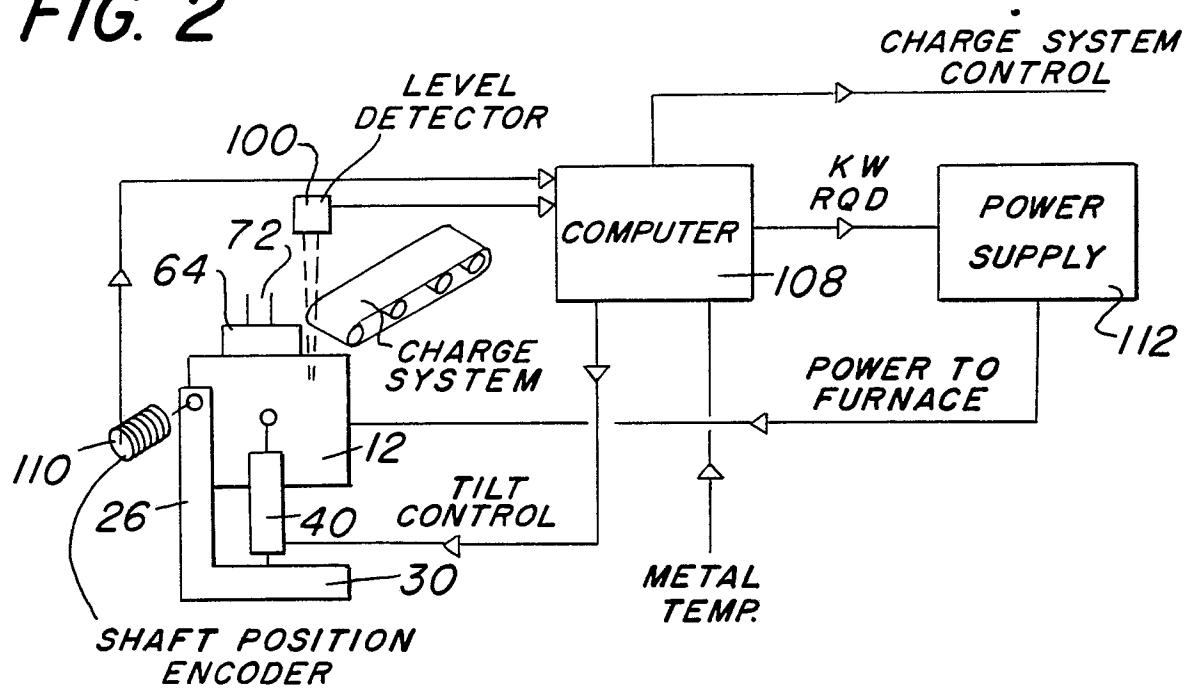 FIG. 2
CHARGE SYSTEM
CONTROL
LEVEL
DETECTOR
100
KW
RQD
POWER
SUPPLY
COMPUTER
72
64
108
112
CHARGE
SYSTEM
POWER TO
FURNACE
110
12
26
40
TILT
CONTROL
30
METAL
TEMP.
SHAFT POSITION
ENCODER